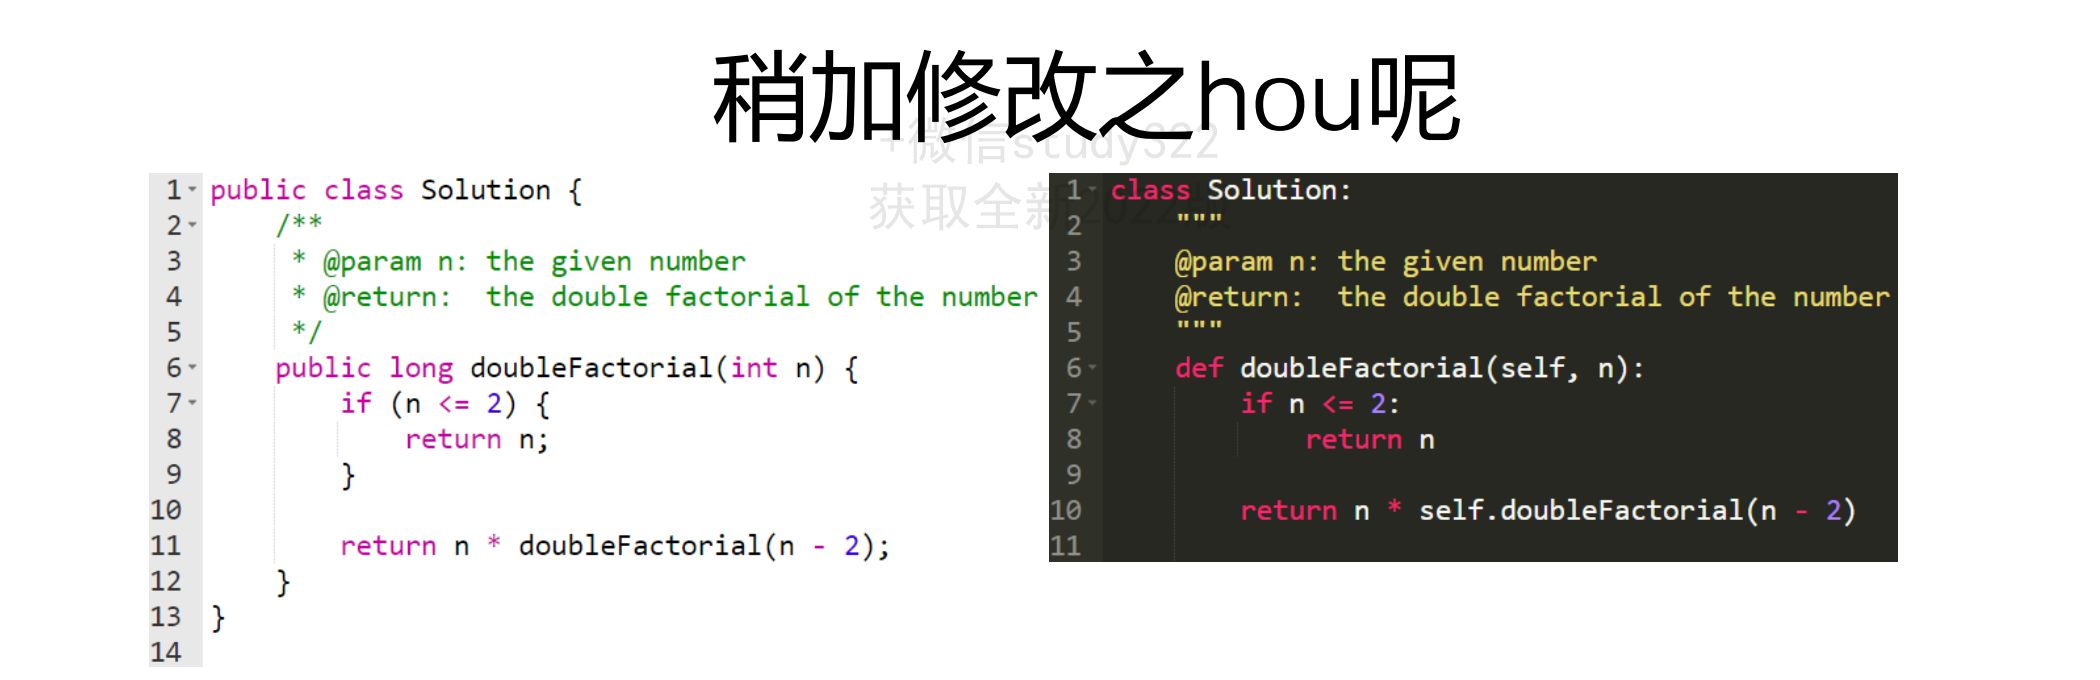 稍加修改之hou呢
+微信study322
获取全新2022版
1 public class Solution {
2 /**
3 * @param n: the given number
4 * @return:  the double factorial of the number
5 */
6 public long doubleFactorial(int n) {
7 if (n <= 2) {
8 return n;
9 }
10
11 return n * doubleFactorial(n - 2);
12 }
13 }
14
1 class Solution:
2 """
3 @param n: the given number
4 @return:  the double factorial of the number
5 """
6 def doubleFactorial(self, n):
7 if n <= 2:
8 return n
9
10 return n * self.doubleFactorial(n - 2)
11